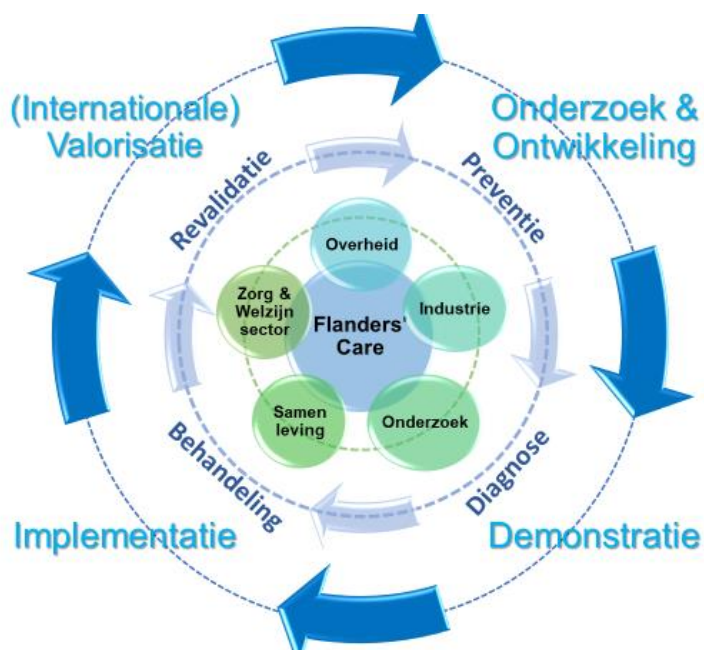 (Internationale)
Valorisatie
Onderzoek &
Ontwikkeling
Revalidatie
Preventie
Overheid
Zorg &
Welzijn
sector
Flanders'
Care
Industrie
Samen
leving
Onderzoek
Behandeling
Diagnose
Implementatie
Demonstratie